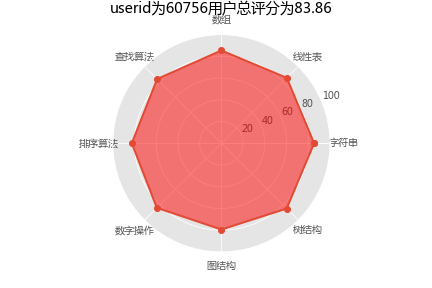 userid为60756用户总评分为83.86
数组
查找算法
线性表
100
80
60
40
20
排序算法
字符串
数字操作
树结构
图结构